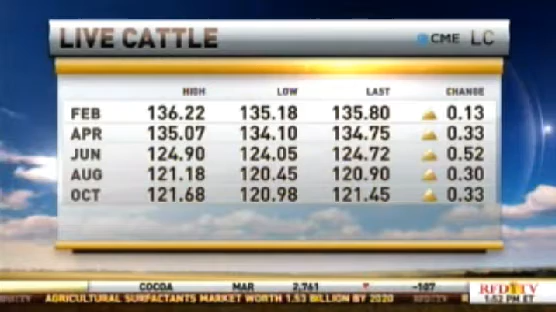 LIVE CATTLE CME LC
HIGH LOW LAST CHANGE
FEB 136.22 135.18 135.80 0.13
APR 135.07 134.10 134.75 0.33
JUN 124.90 124.05 124.72 0.52
AUG 121.18 120.45 120.90 0.30
OCT 121.68 120.98 121.45 0.33
COCOA MAR 2,761 -107
RFDTV AGRICULTURAL SURFACTANTS MARKET WORTH 1.53 BILLION BY 2020 RFDTV
RFDTV
1:52 PM ET